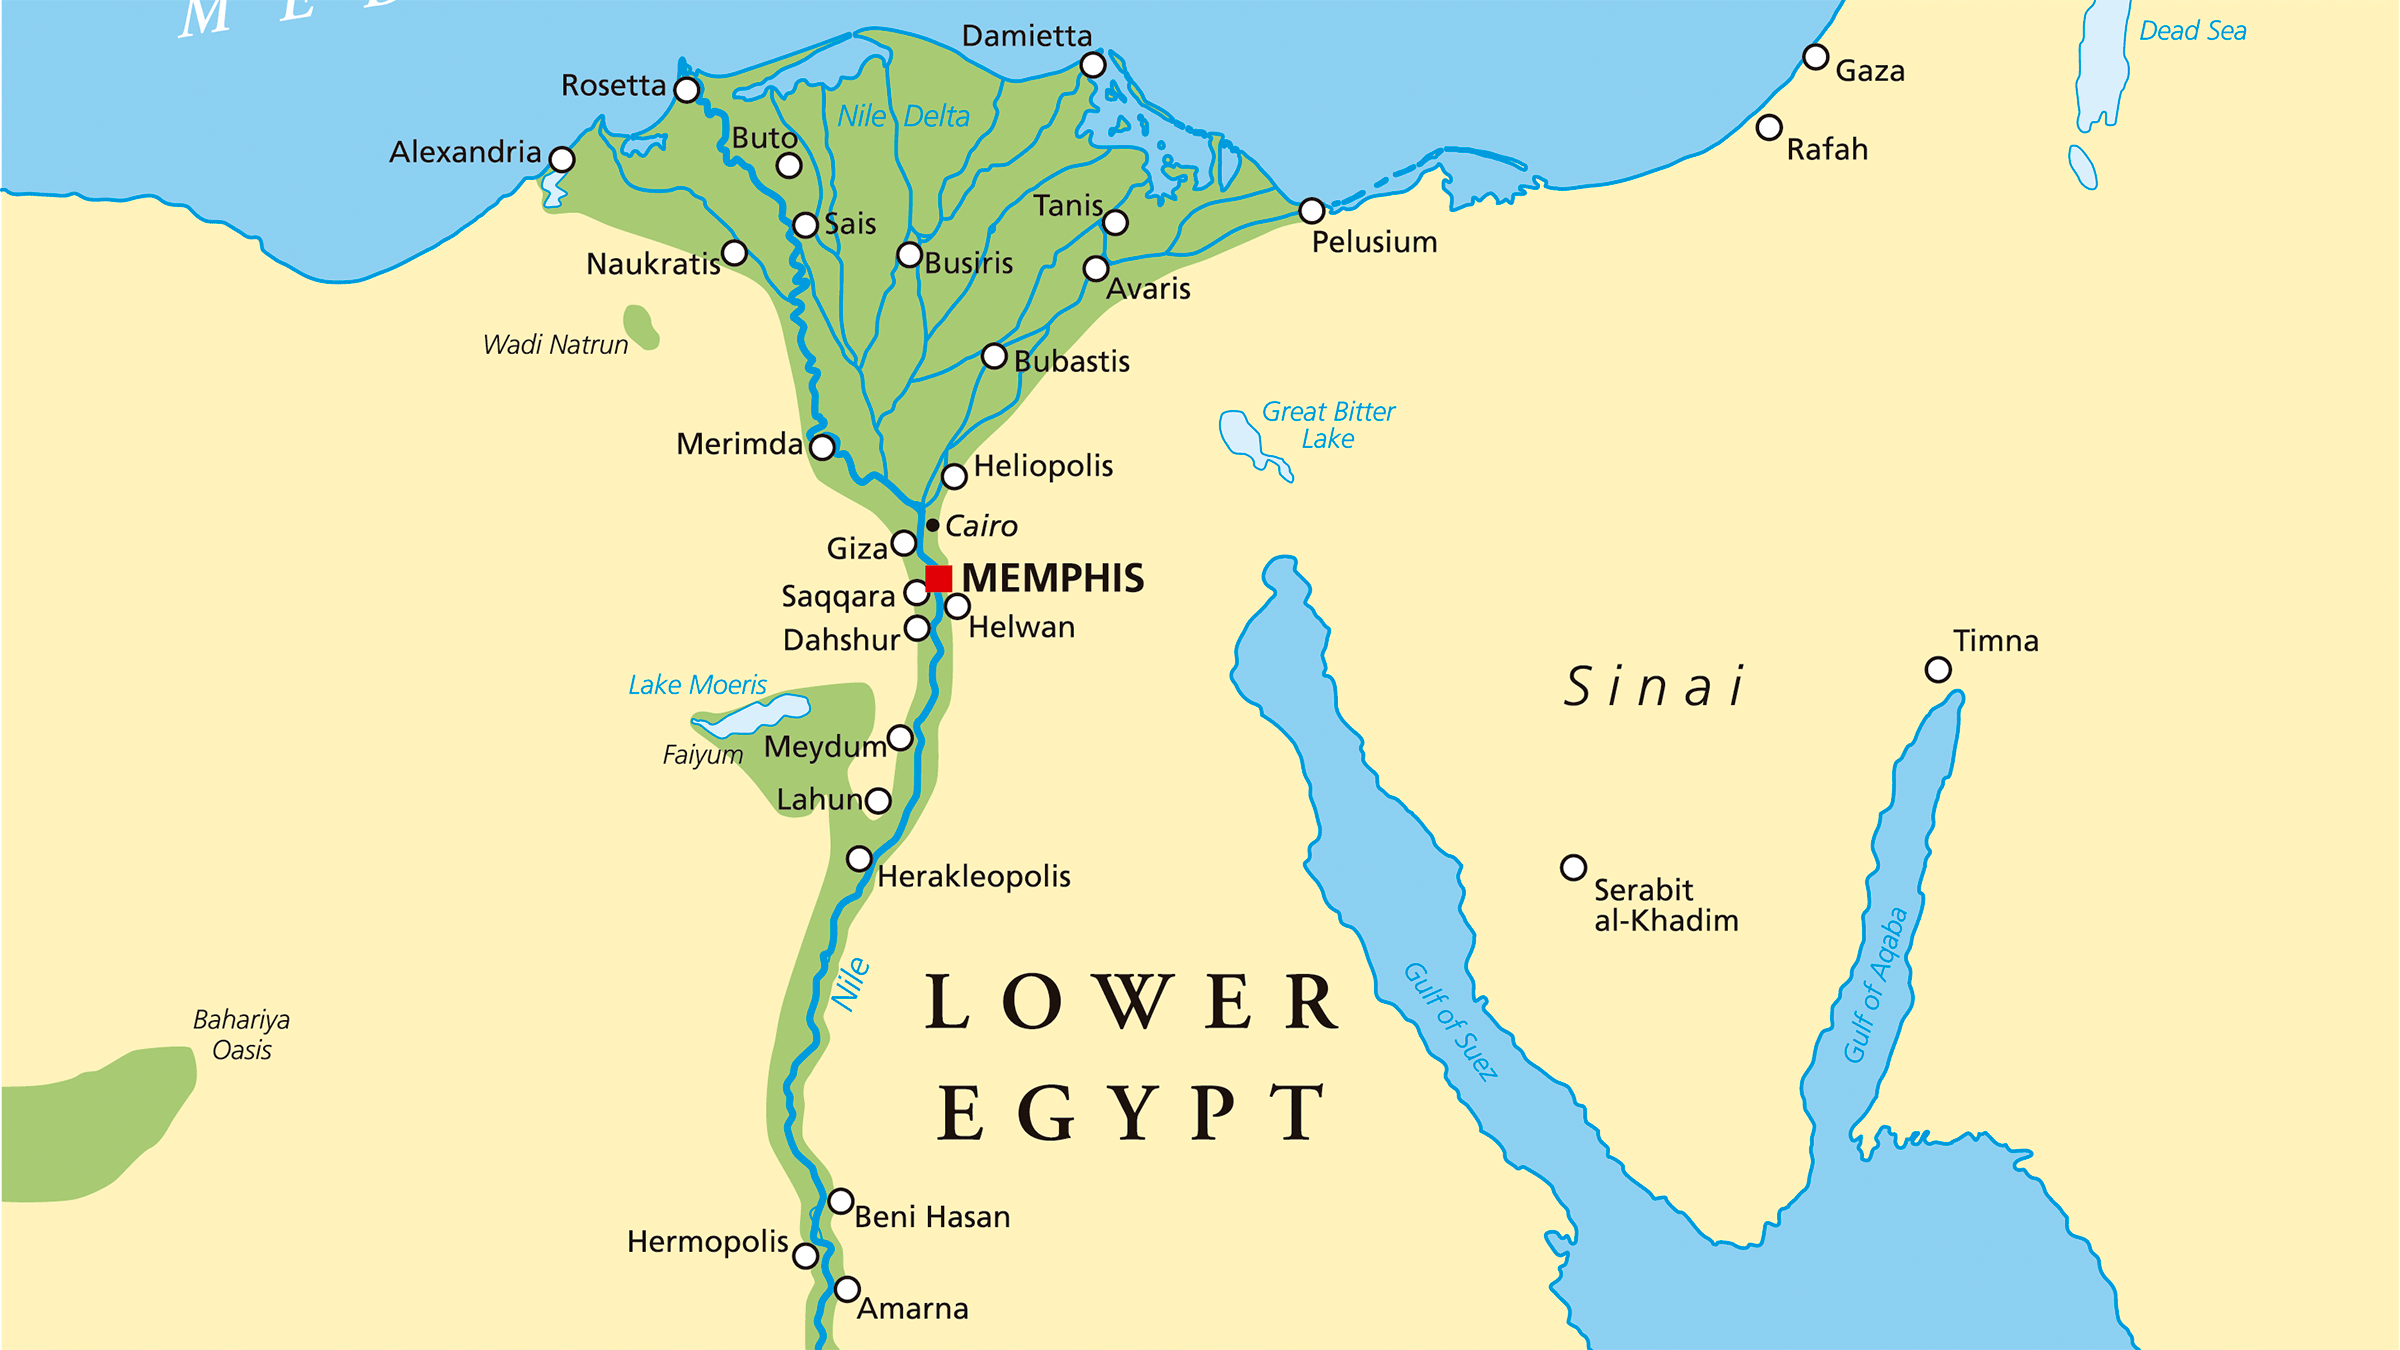 M E D
Dead Sea
Damietta
Gaza
Rosetta
Nile Delta
Buto
Rafah
Alexandria
Tanis
Sais
Pelusium
Naukratis
Busiris
Avaris
Wadi Natrun
Bubastis
Great Bitter
Lake
Merimda
Heliopolis
Cairo
Giza
MEMPHIS
Saqqara
Helwan
Dahshur
Timna
Sinai
Lake Moeris
Faiyum
Meydum
Lahun
Herakleopolis
Serabit
al-Khadim
Nile
LOWER
EGYPT
Gulf of Suez
Gulf of Aqaba
Bahariya
Oasis
Beni Hasan
Hermopolis
Amarna